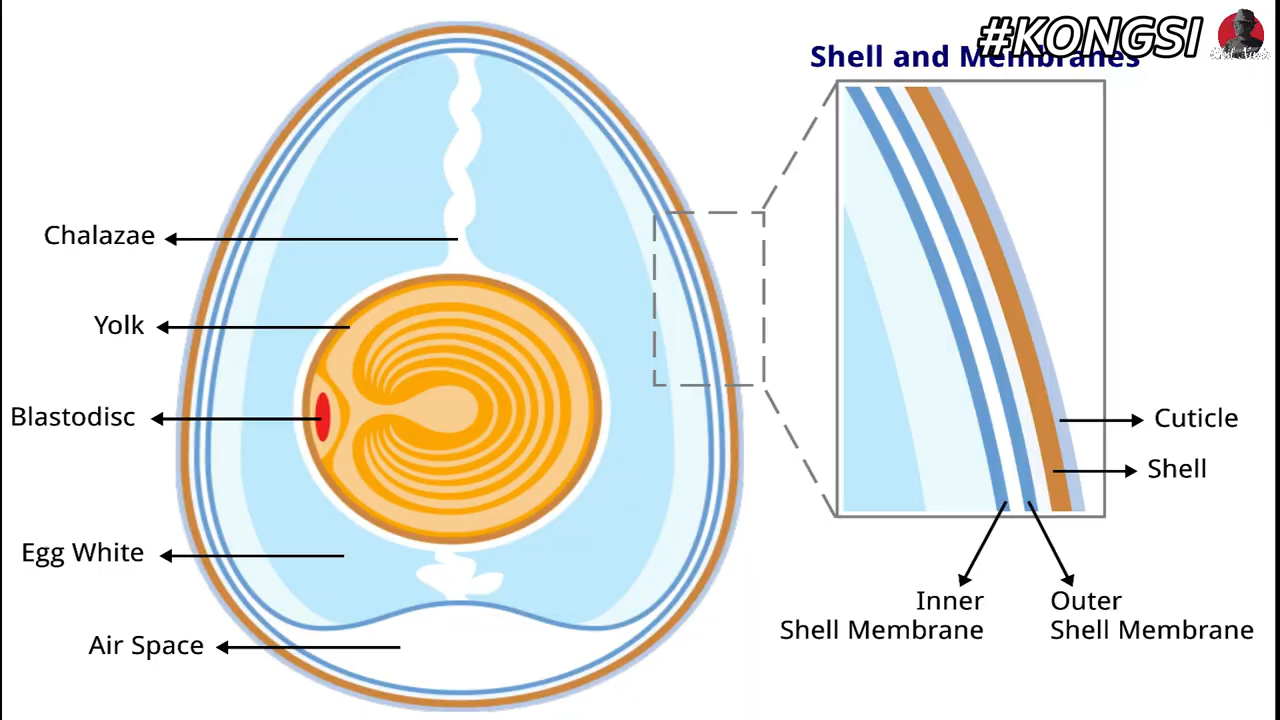 #KONGSI
Shell and Membranes
Chalazae
Yolk
Blastodisc
Egg White
Air Space
Cuticle
Shell
Inner
Shell Membrane
Outer
Shell Membrane